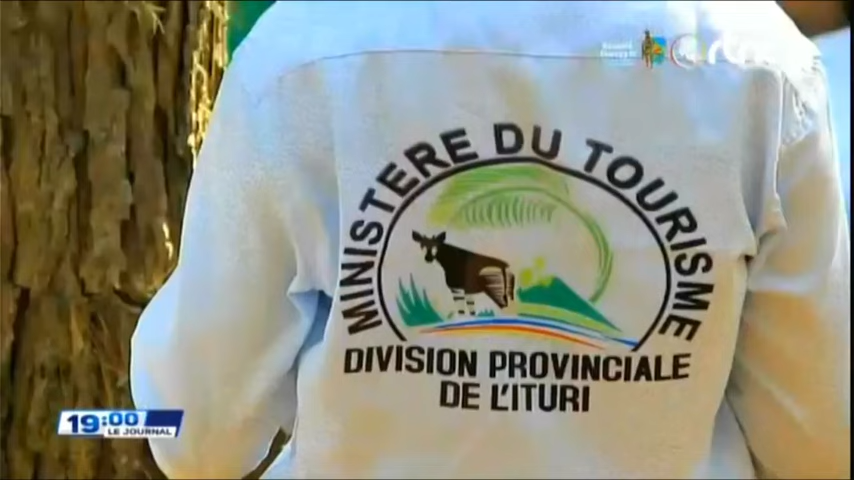 MINISTERE DU TOURISME
DIVISION PROVINCIALE
DE L'ITURI
19:00
LE JOURNAL